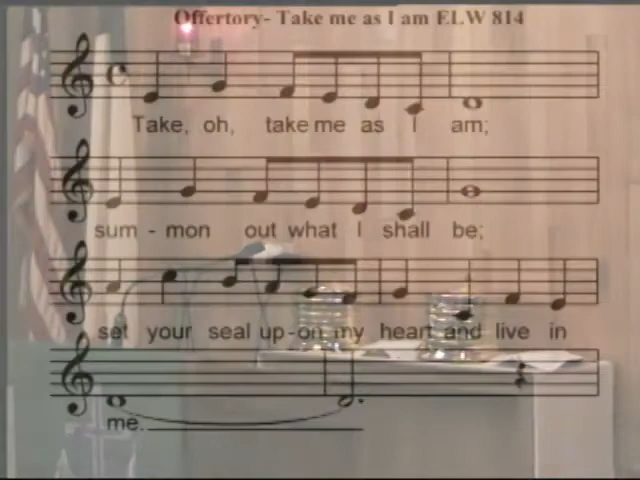 Offertory- Take me as I am ELW 814
Take, oh, take me as I am;
sum - mon out what I shall be;
set your seal up-on my heart and live in
me.